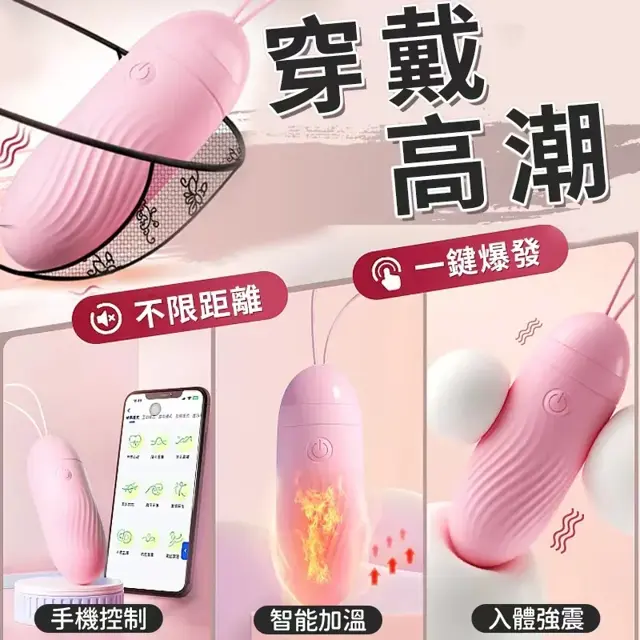 穿戴
高潮
不限距離
一鍵爆發
手機控制
智能加溫
入體強震